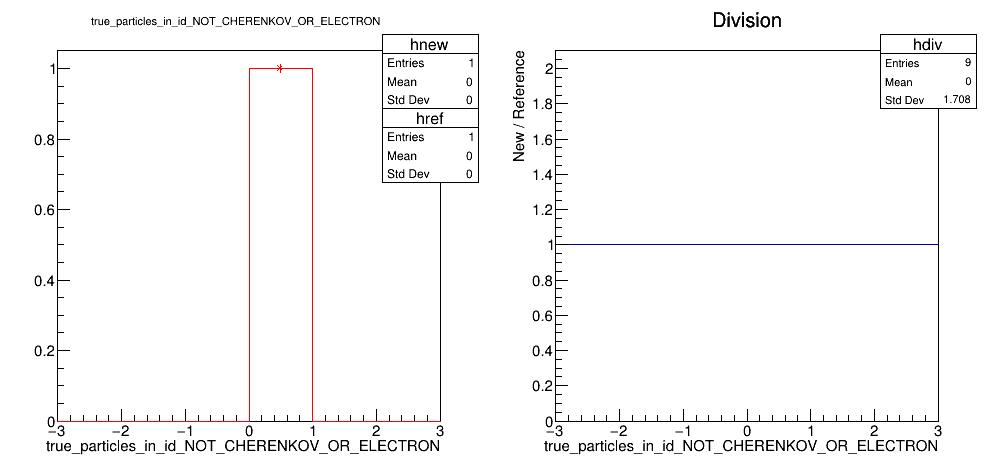 true_particles_in_id_NOT_CHERENKOV_OR_ELECTRON
hnew
Entries 1
Mean 0
Std Dev 0
href
Entries 1
Mean 0
Std Dev 0
1
0.8
0.6
0.4
0.2
0
−3 −2 −1 0 1 2 3
true_particles_in_id_NOT_CHERENKOV_OR_ELECTRON
Division
hdiv
Entries 9
Mean 0
Std Dev 1.708
New / Reference
2
1.8
1.6
1.4
1.2
1
0.8
0.6
0.4
0.2
0
−3 −2 −1 0 1 2 3
true_particles_in_id_NOT_CHERENKOV_OR_ELECTRON